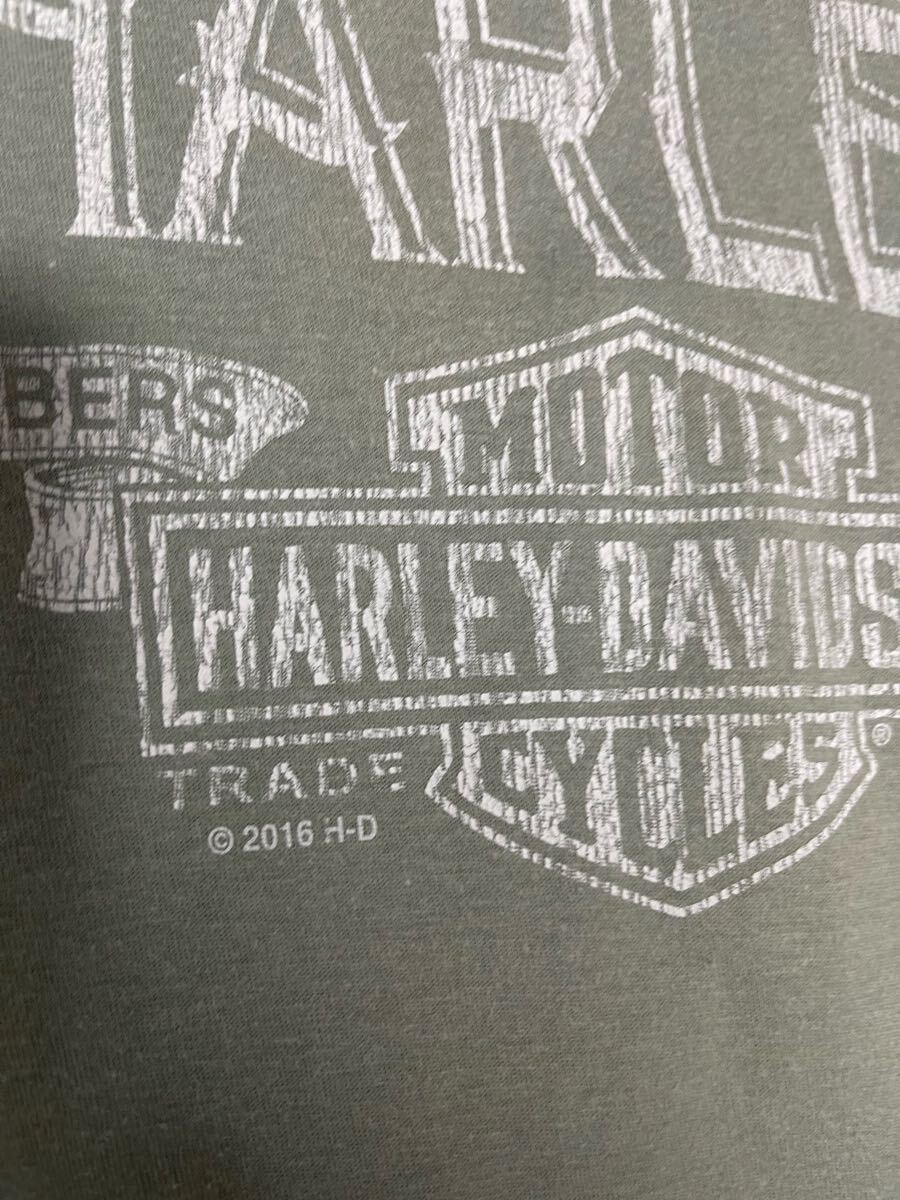 HARLE
BERS
MOTOR
HARLEY-DAVIDS
CYCLES ®
TRADE
© 2016 H-D